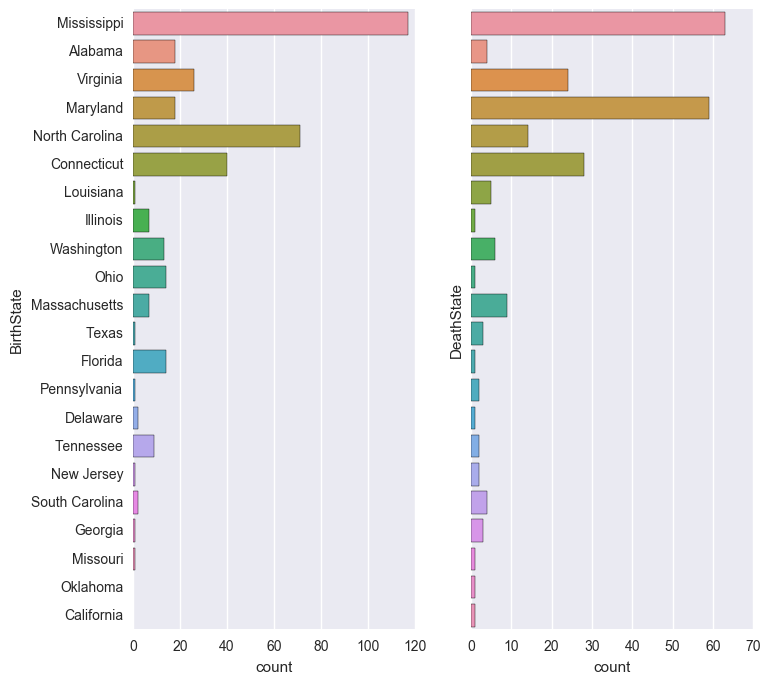 Mississippi
Alabama
Virginia
Maryland
North Carolina
Connecticut
Louisiana
Illinois
Washington
Ohio
Massachusetts
Texas
Florida
Pennsylvania
Delaware
Tennessee
New Jersey
South Carolina
Georgia
Missouri
Oklahoma
California
BirthState
0 20 40 60 80 100 120
count
DeathState
0 10 20 30 40 50 60 70
count